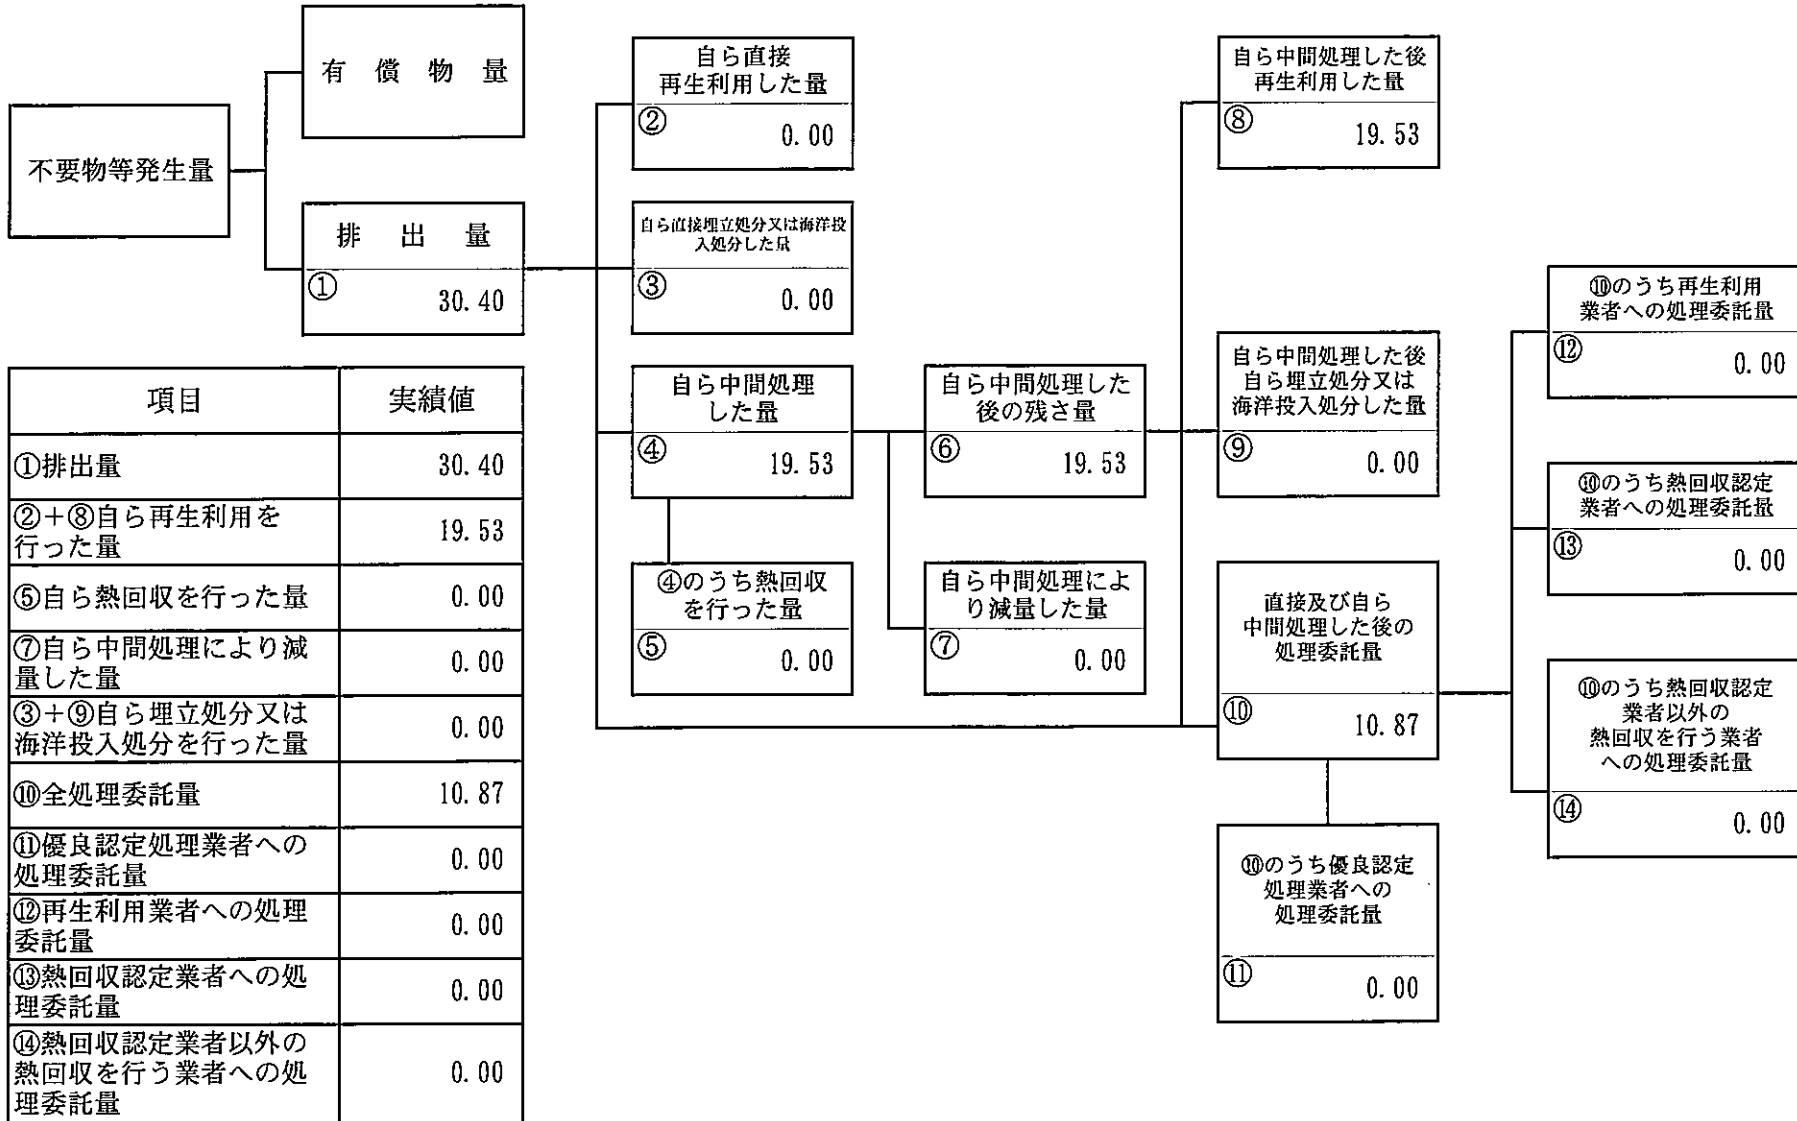 不要物等発生量
有償物量
排出量
①
30.40
自ら直接
再生利用した量
②
0.00
自ら直接埋立処分又は海洋投
入処分した量
③
0.00
自ら中間処理
した量
④
19.53
④のうち熱回収
を行った量
⑤
0.00
自ら中間処理した
後の残さ量
⑥
19.53
自ら中間処理によ
り減量した量
⑦
0.00
自ら中間処理した後
再生利用した量
⑧
19.53
自ら中間処理した後
自ら埋立処分又は
海洋投入処分した量
⑨
0.00
直接及び自ら
中間処理した後の
処理委託量
⑩
10.87
⑩のうち優良認定
処理業者への
処理委託量
⑪
0.00
⑩のうち再生利用
業者への処理委託量
⑫
0.00
⑩のうち熱回収認定
業者への処理委託量
⑬
0.00
⑩のうち熱回収認定
業者以外の
熱回収を行う業者
への処理委託量
⑭
0.00
項目 実績値
①排出量 30.40
②+⑧自ら再生利用を
行った量 19.53
⑤自ら熱回収を行った量 0.00
⑦自ら中間処理により減
量した量 0.00
③+⑨自ら埋立処分又は
海洋投入処分を行った量 0.00
⑩全処理委託量 10.87
⑪優良認定処理業者への
処理委託量 0.00
⑫再生利用業者への処理
委託量 0.00
⑬熱回収認定業者への処
理委託量 0.00
⑭熱回収認定業者以外の
熱回収を行う業者への処
理委託量 0.00